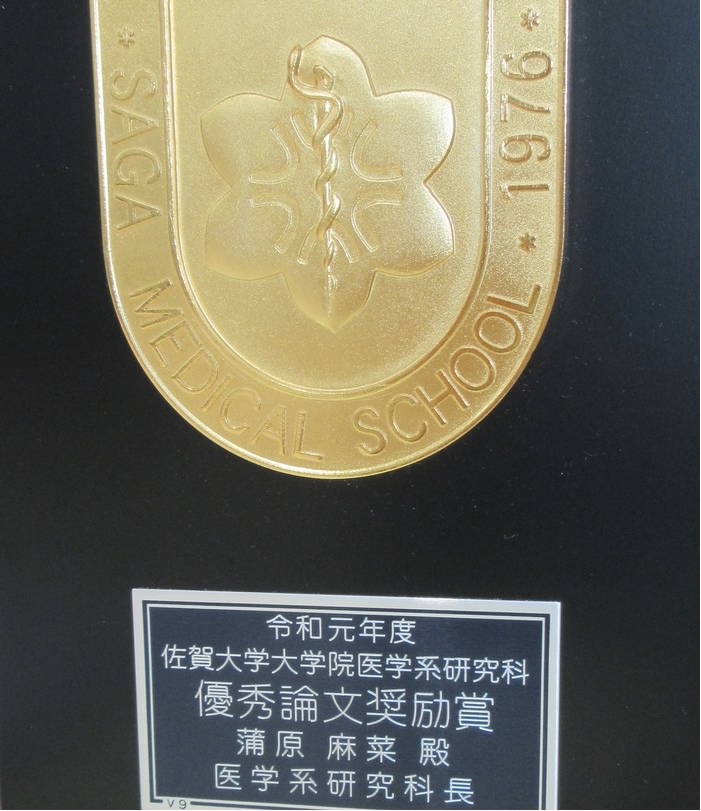 * SAGA MEDICAL SCHOOL * 1976 *
令和元年度
佐賀大学大学院医学系研究科
優秀論文奨励賞
蒲原 麻菜 殿
医学系研究科長
V9